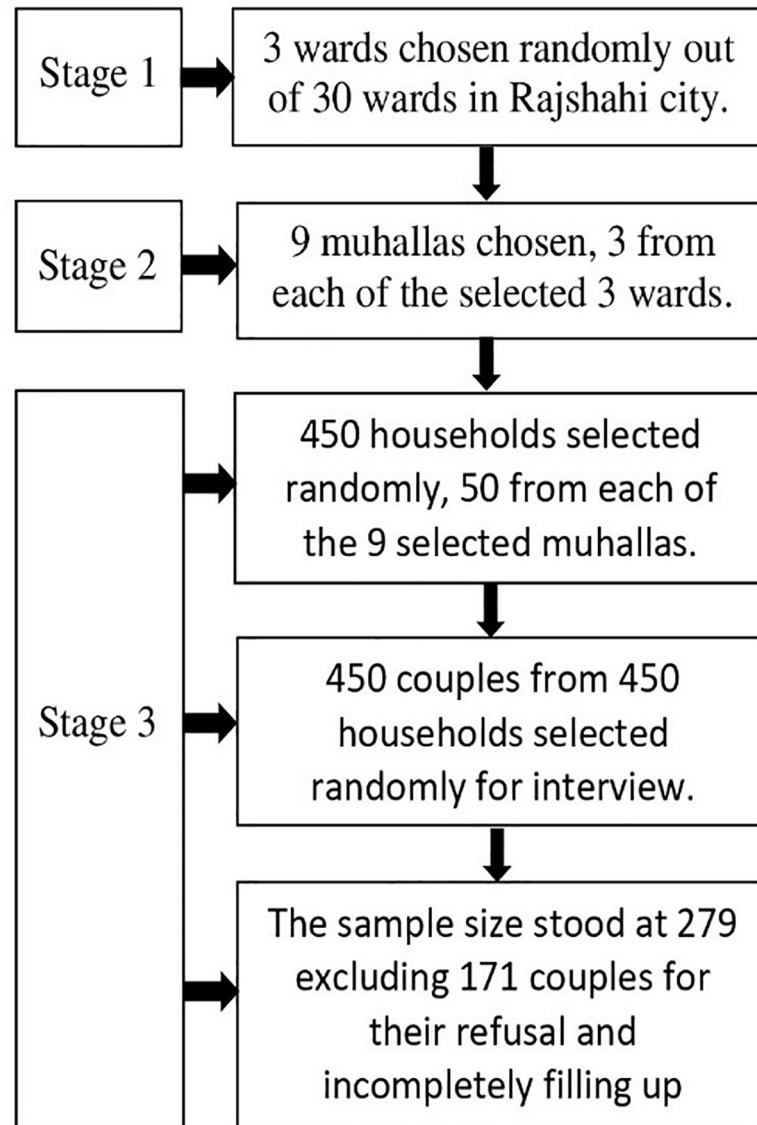 Stage 1
3 wards chosen randomly out
of 30 wards in Rajshahi city.
Stage 2
9 muhallas chosen, 3 from
each of the selected 3 wards.
Stage 3
450 households selected
randomly, 50 from each of
the 9 selected muhallas.
450 couples from 450
households selected
randomly for interview.
The sample size stood at 279
excluding 171 couples for
their refusal and
incompletely filling up